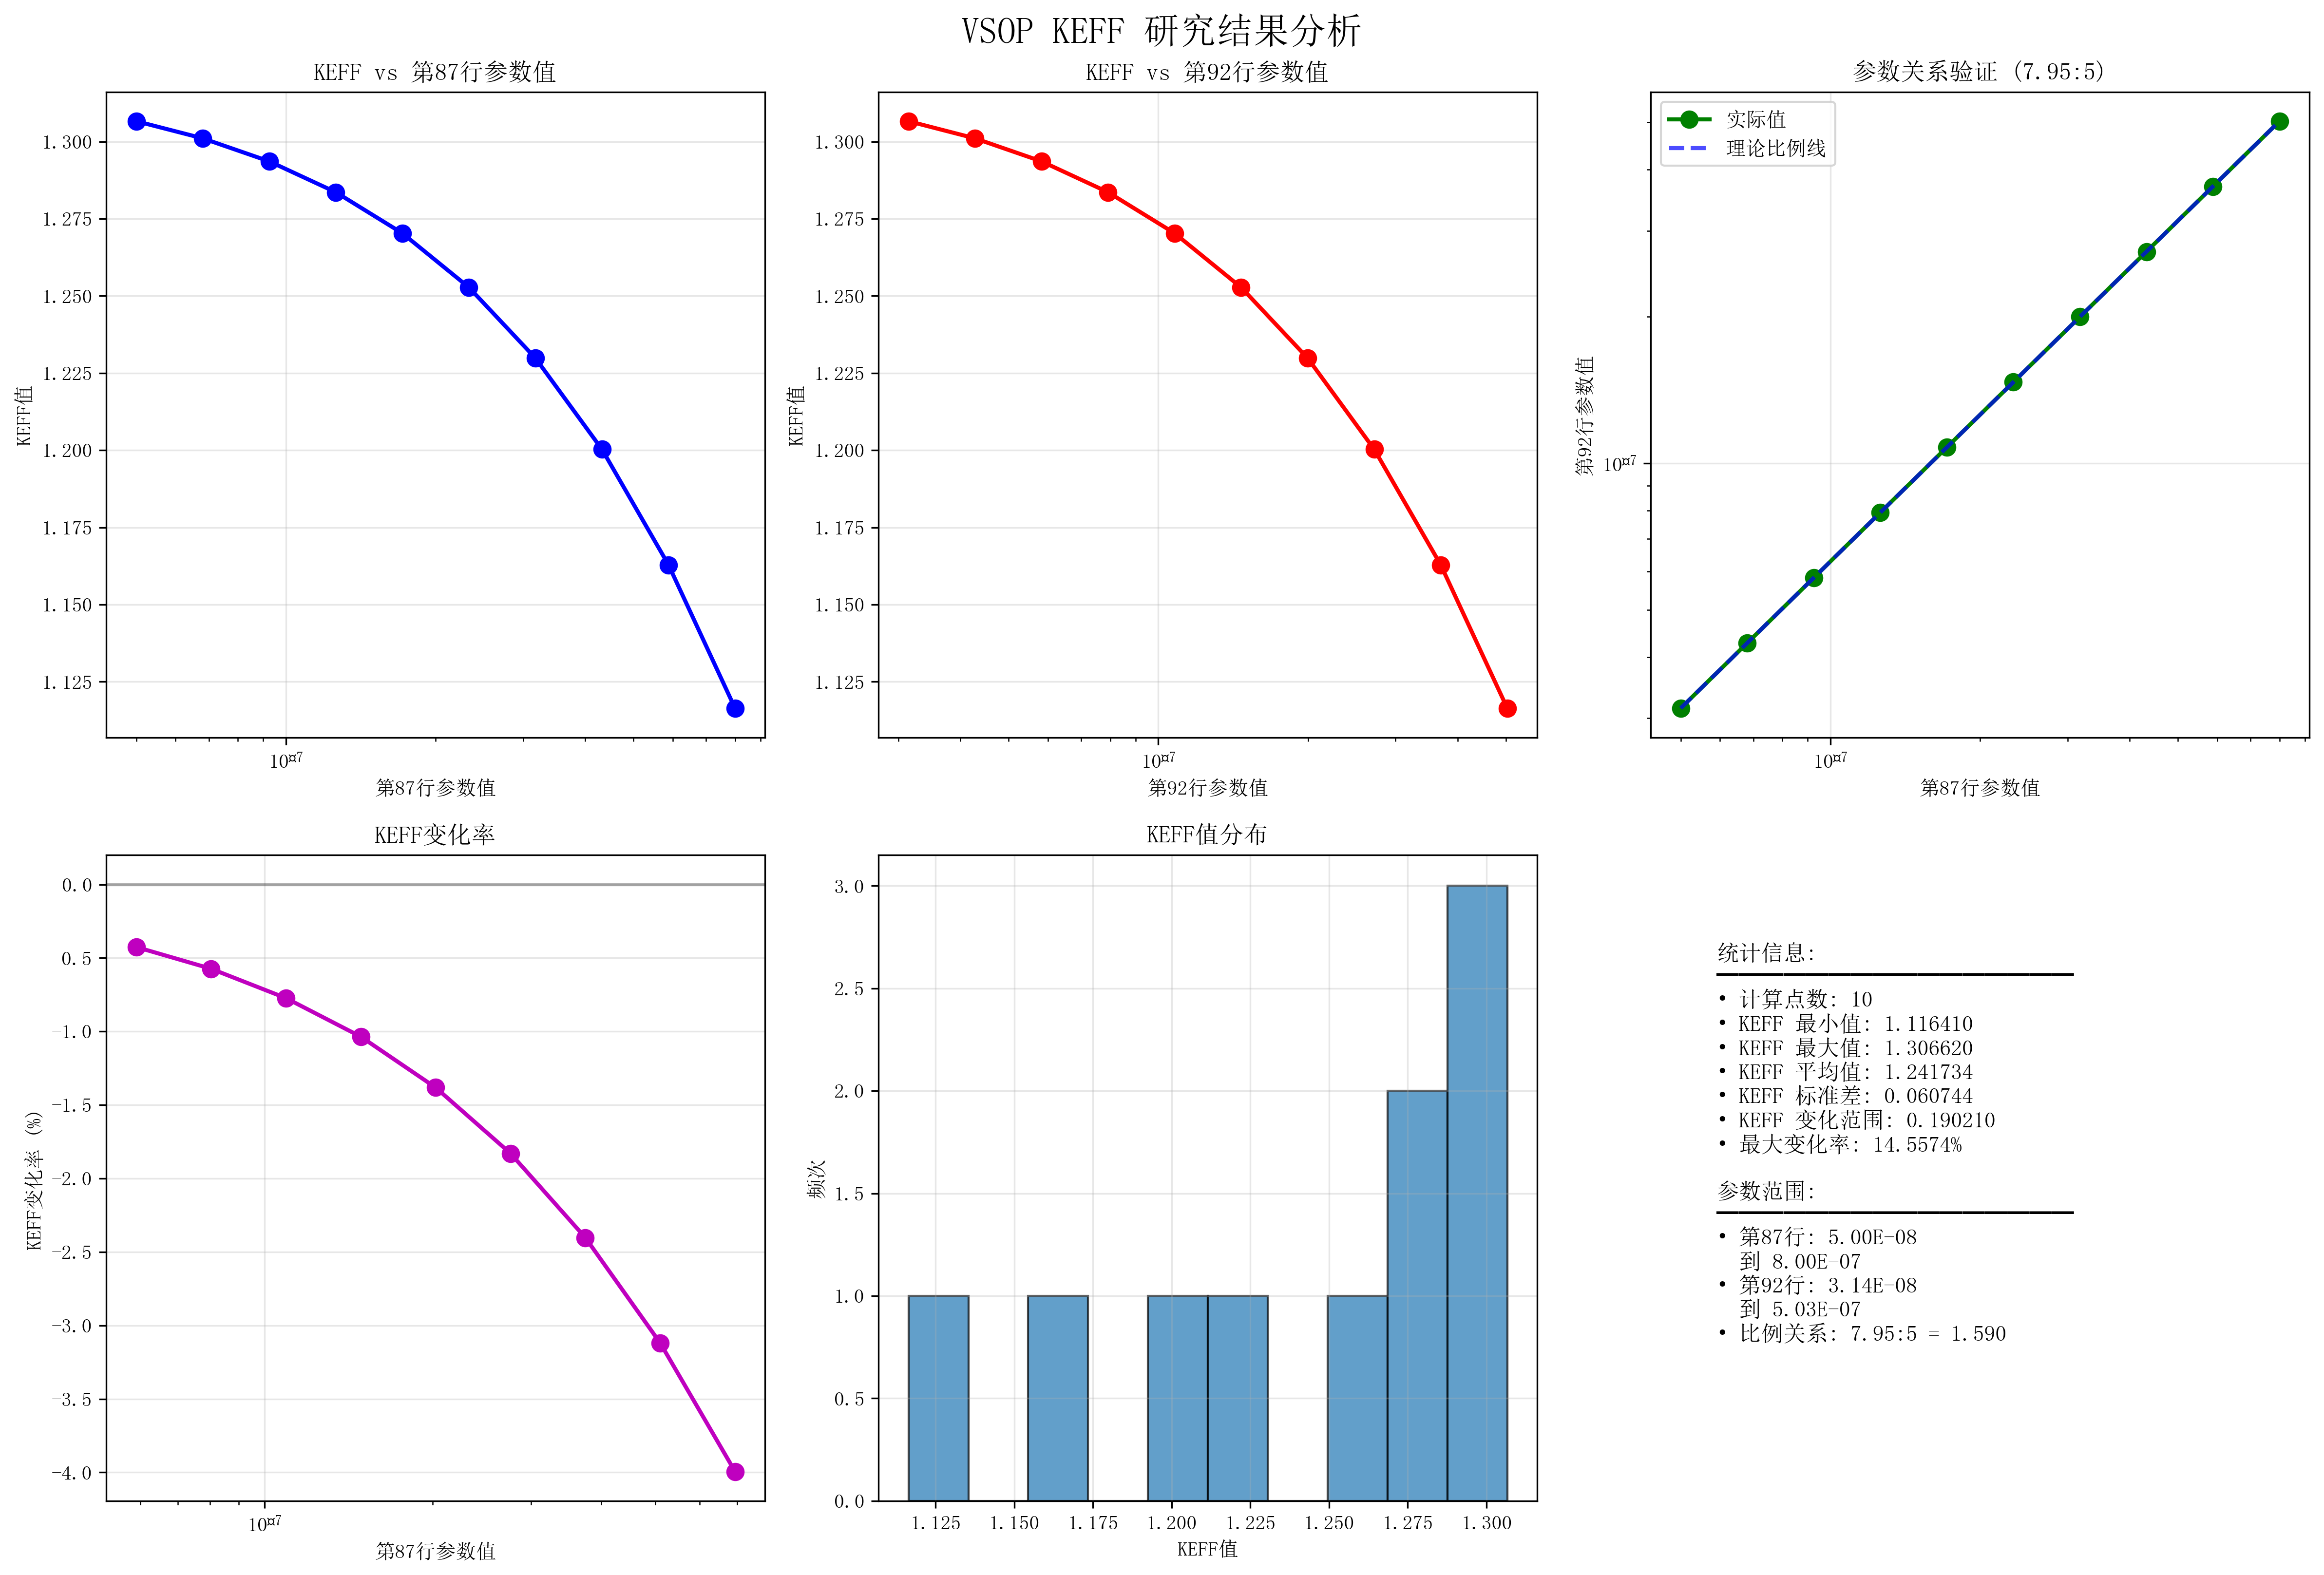 VSOP KEFF 研究结果分析
KEFF vs 第87行参数值
1.300
1.275
1.250
1.225
1.200
1.175
1.150
1.125
KEFF值
10¤7
第87行参数值
KEFF vs 第92行参数值
1.300
1.275
1.250
1.225
1.200
1.175
1.150
1.125
KEFF值
10¤7
第92行参数值
参数关系验证 (7.95:5)
实际值
理论比例线
第92行参数值
10¤7
10¤7
第87行参数值
KEFF变化率
0.0
−0.5
−1.0
−1.5
−2.0
−2.5
−3.0
−3.5
−4.0
KEFF变化率 (%)
10¤7
第87行参数值
KEFF值分布
3.0
2.5
2.0
1.5
1.0
0.5
0.0
频次
1.125 1.150 1.175 1.200 1.225 1.250 1.275 1.300
KEFF值
统计信息:
• 计算点数: 10
• KEFF 最小值: 1.116410
• KEFF 最大值: 1.306620
• KEFF 平均值: 1.241734
• KEFF 标准差: 0.060744
• KEFF 变化范围: 0.190210
• 最大变化率: 14.5574%
参数范围:
• 第87行: 5.00E-08
到 8.00E-07
• 第92行: 3.14E-08
到 5.03E-07
• 比例关系: 7.95:5 = 1.590